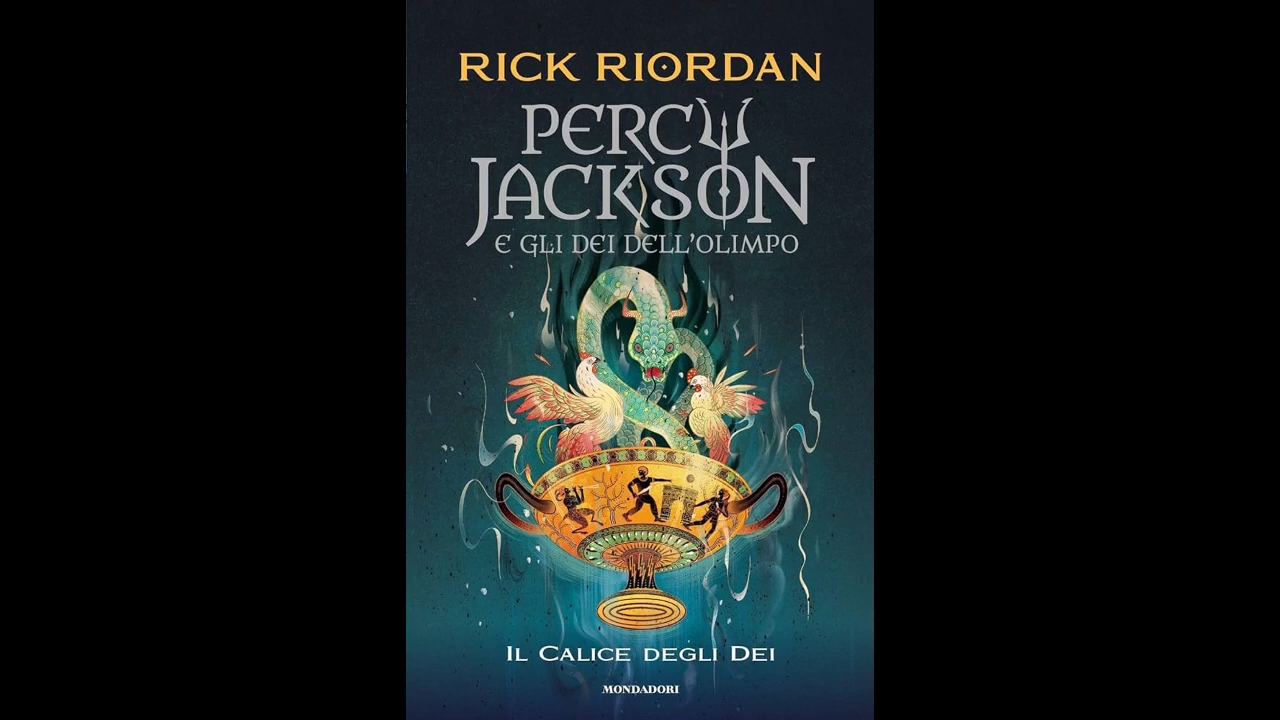 RICK RIORDAN
PERCY
JACKSON
E GLI DEI DELL'OLIMPO
IL CALICE DEGLI DEI
MONDADORI